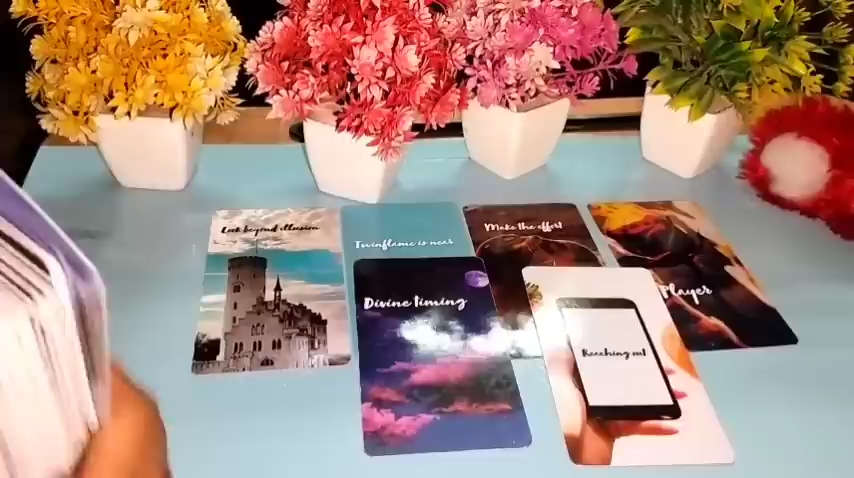 Look beyond illusion
Twinflame is near
Make the effort
Player
Divine timing
Reaching out